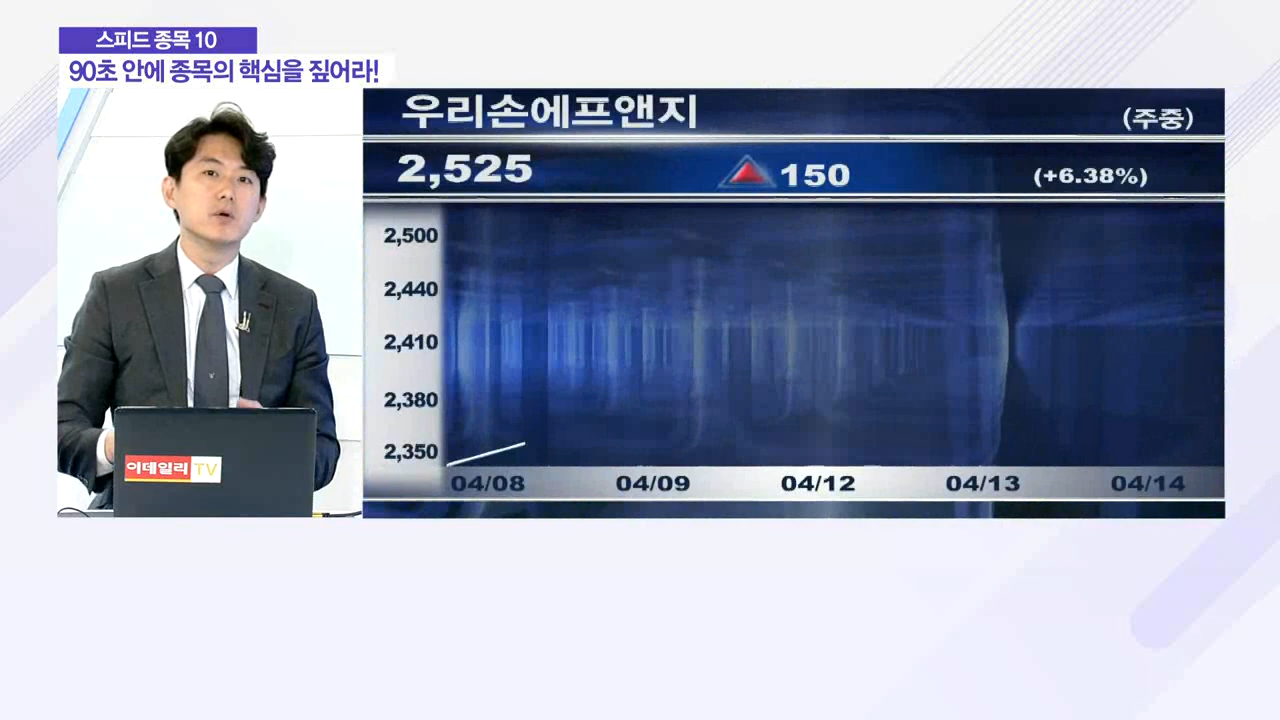 스피드 종목 10
90초 안에 종목의 핵심을 짚어라!
우리손에프앤지
(주중)
2,525
150
(+6.38%)
2,500
2,440
2,410
2,380
2,350
04/08
04/09
04/12
04/13
04/14
이데일리TV